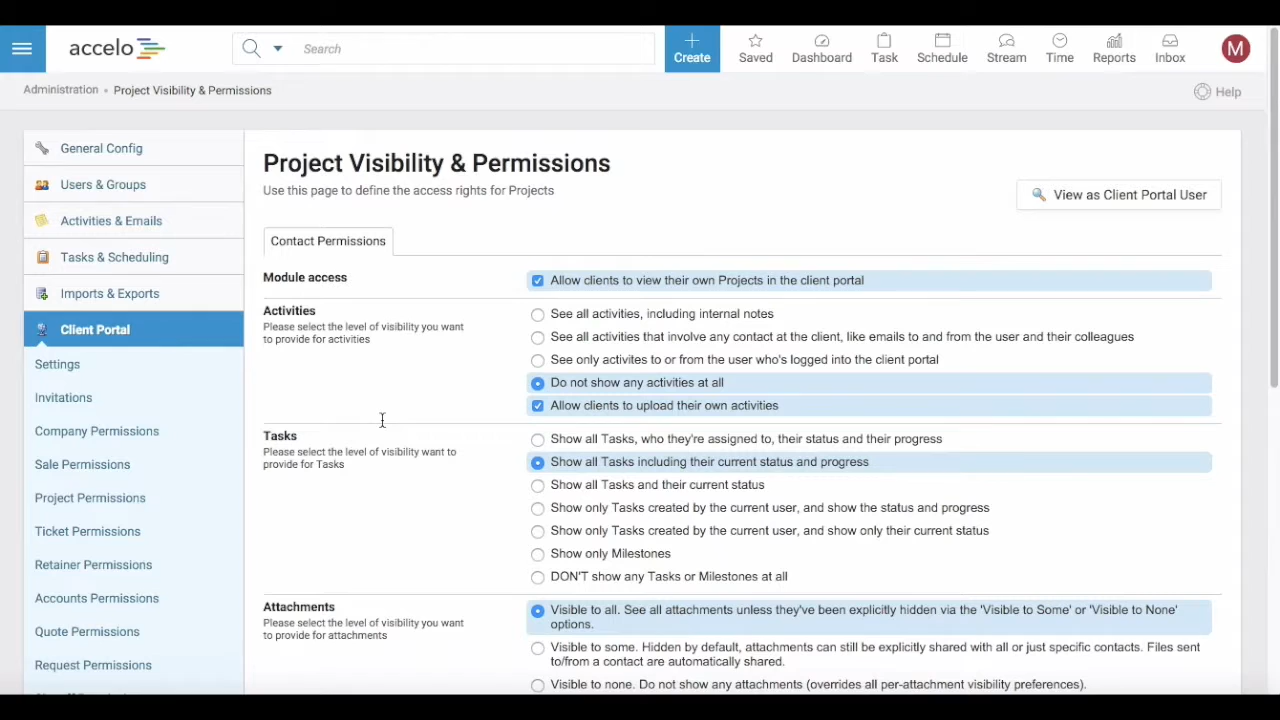 accelo
Search
Create
Saved
Dashboard
Task
Schedule
Stream
Time
Reports
Inbox
M
Administration • Project Visibility & Permissions
Help
General Config
Users & Groups
Activities & Emails
Tasks & Scheduling
Imports & Exports
Client Portal
Settings
Invitations
Company Permissions
Sale Permissions
Project Permissions
Ticket Permissions
Retainer Permissions
Accounts Permissions
Quote Permissions
Request Permissions
Project Visibility & Permissions
Use this page to define the access rights for Projects
View as Client Portal User
Contact Permissions
Module access
Allow clients to view their own Projects in the client portal
Activities
Please select the level of visibility you want
to provide for activities
See all activities, including internal notes
See all activities that involve any contact at the client, like emails to and from the user and their colleagues
See only activites to or from the user who's logged into the client portal
Do not show any activities at all
Allow clients to upload their own activities
Tasks
Please select the level of visibility want to
provide for Tasks
Show all Tasks, who they're assigned to, their status and their progress
Show all Tasks including their current status and progress
Show all Tasks and their current status
Show only Tasks created by the current user, and show the status and progress
Show only Tasks created by the current user, and show only their current status
Show only Milestones
DON'T show any Tasks or Milestones at all
Attachments
Please select the level of visibility you want
to provide for attachments
Visible to all. See all attachments unless they've been explicitly hidden via the 'Visible to Some' or 'Visible to None'
options.
Visible to some. Hidden by default, attachments can still be explicitly shared with all or just specific contacts. Files sent
to/from a contact are automatically shared.
Visible to none. Do not show any attachments (overrides all per-attachment visibility preferences).